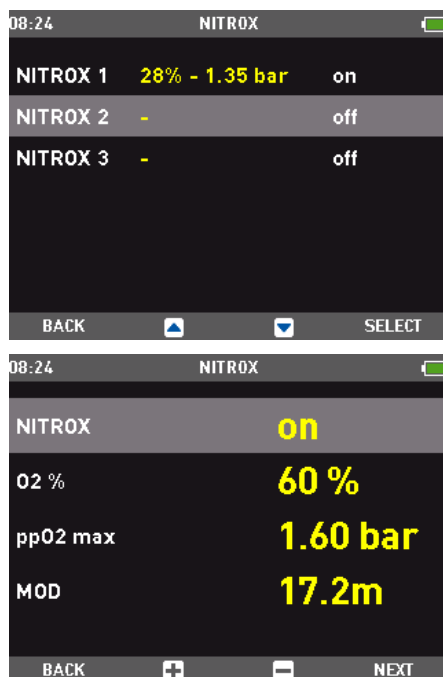 08:24 NITROX
NITROX 1 28% - 1.35 bar on
NITROX 2 - off
NITROX 3 - off
BACK SELECT
08:24 NITROX
NITROX on
O2 % 60 %
ppO2 max 1.60 bar
MOD 17.2m
BACK + - NEXT